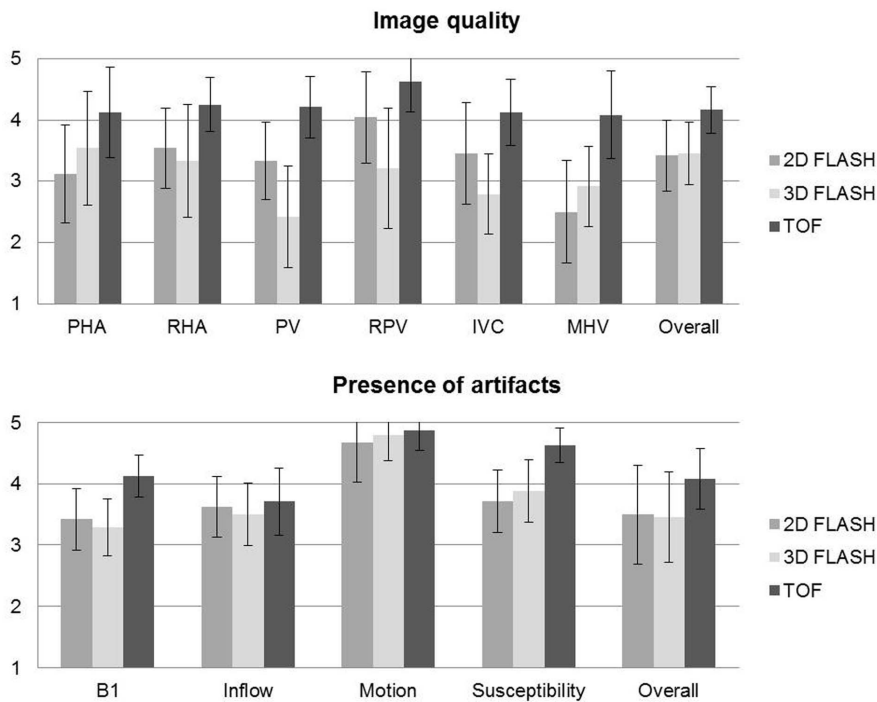 Image quality
5
4
3
2
1
PHA RHA PV RPV IVC MHV Overall
2D FLASH
3D FLASH
TOF
Presence of artifacts
5
4
3
2
1
B1 Inflow Motion Susceptibility Overall
2D FLASH
3D FLASH
TOF